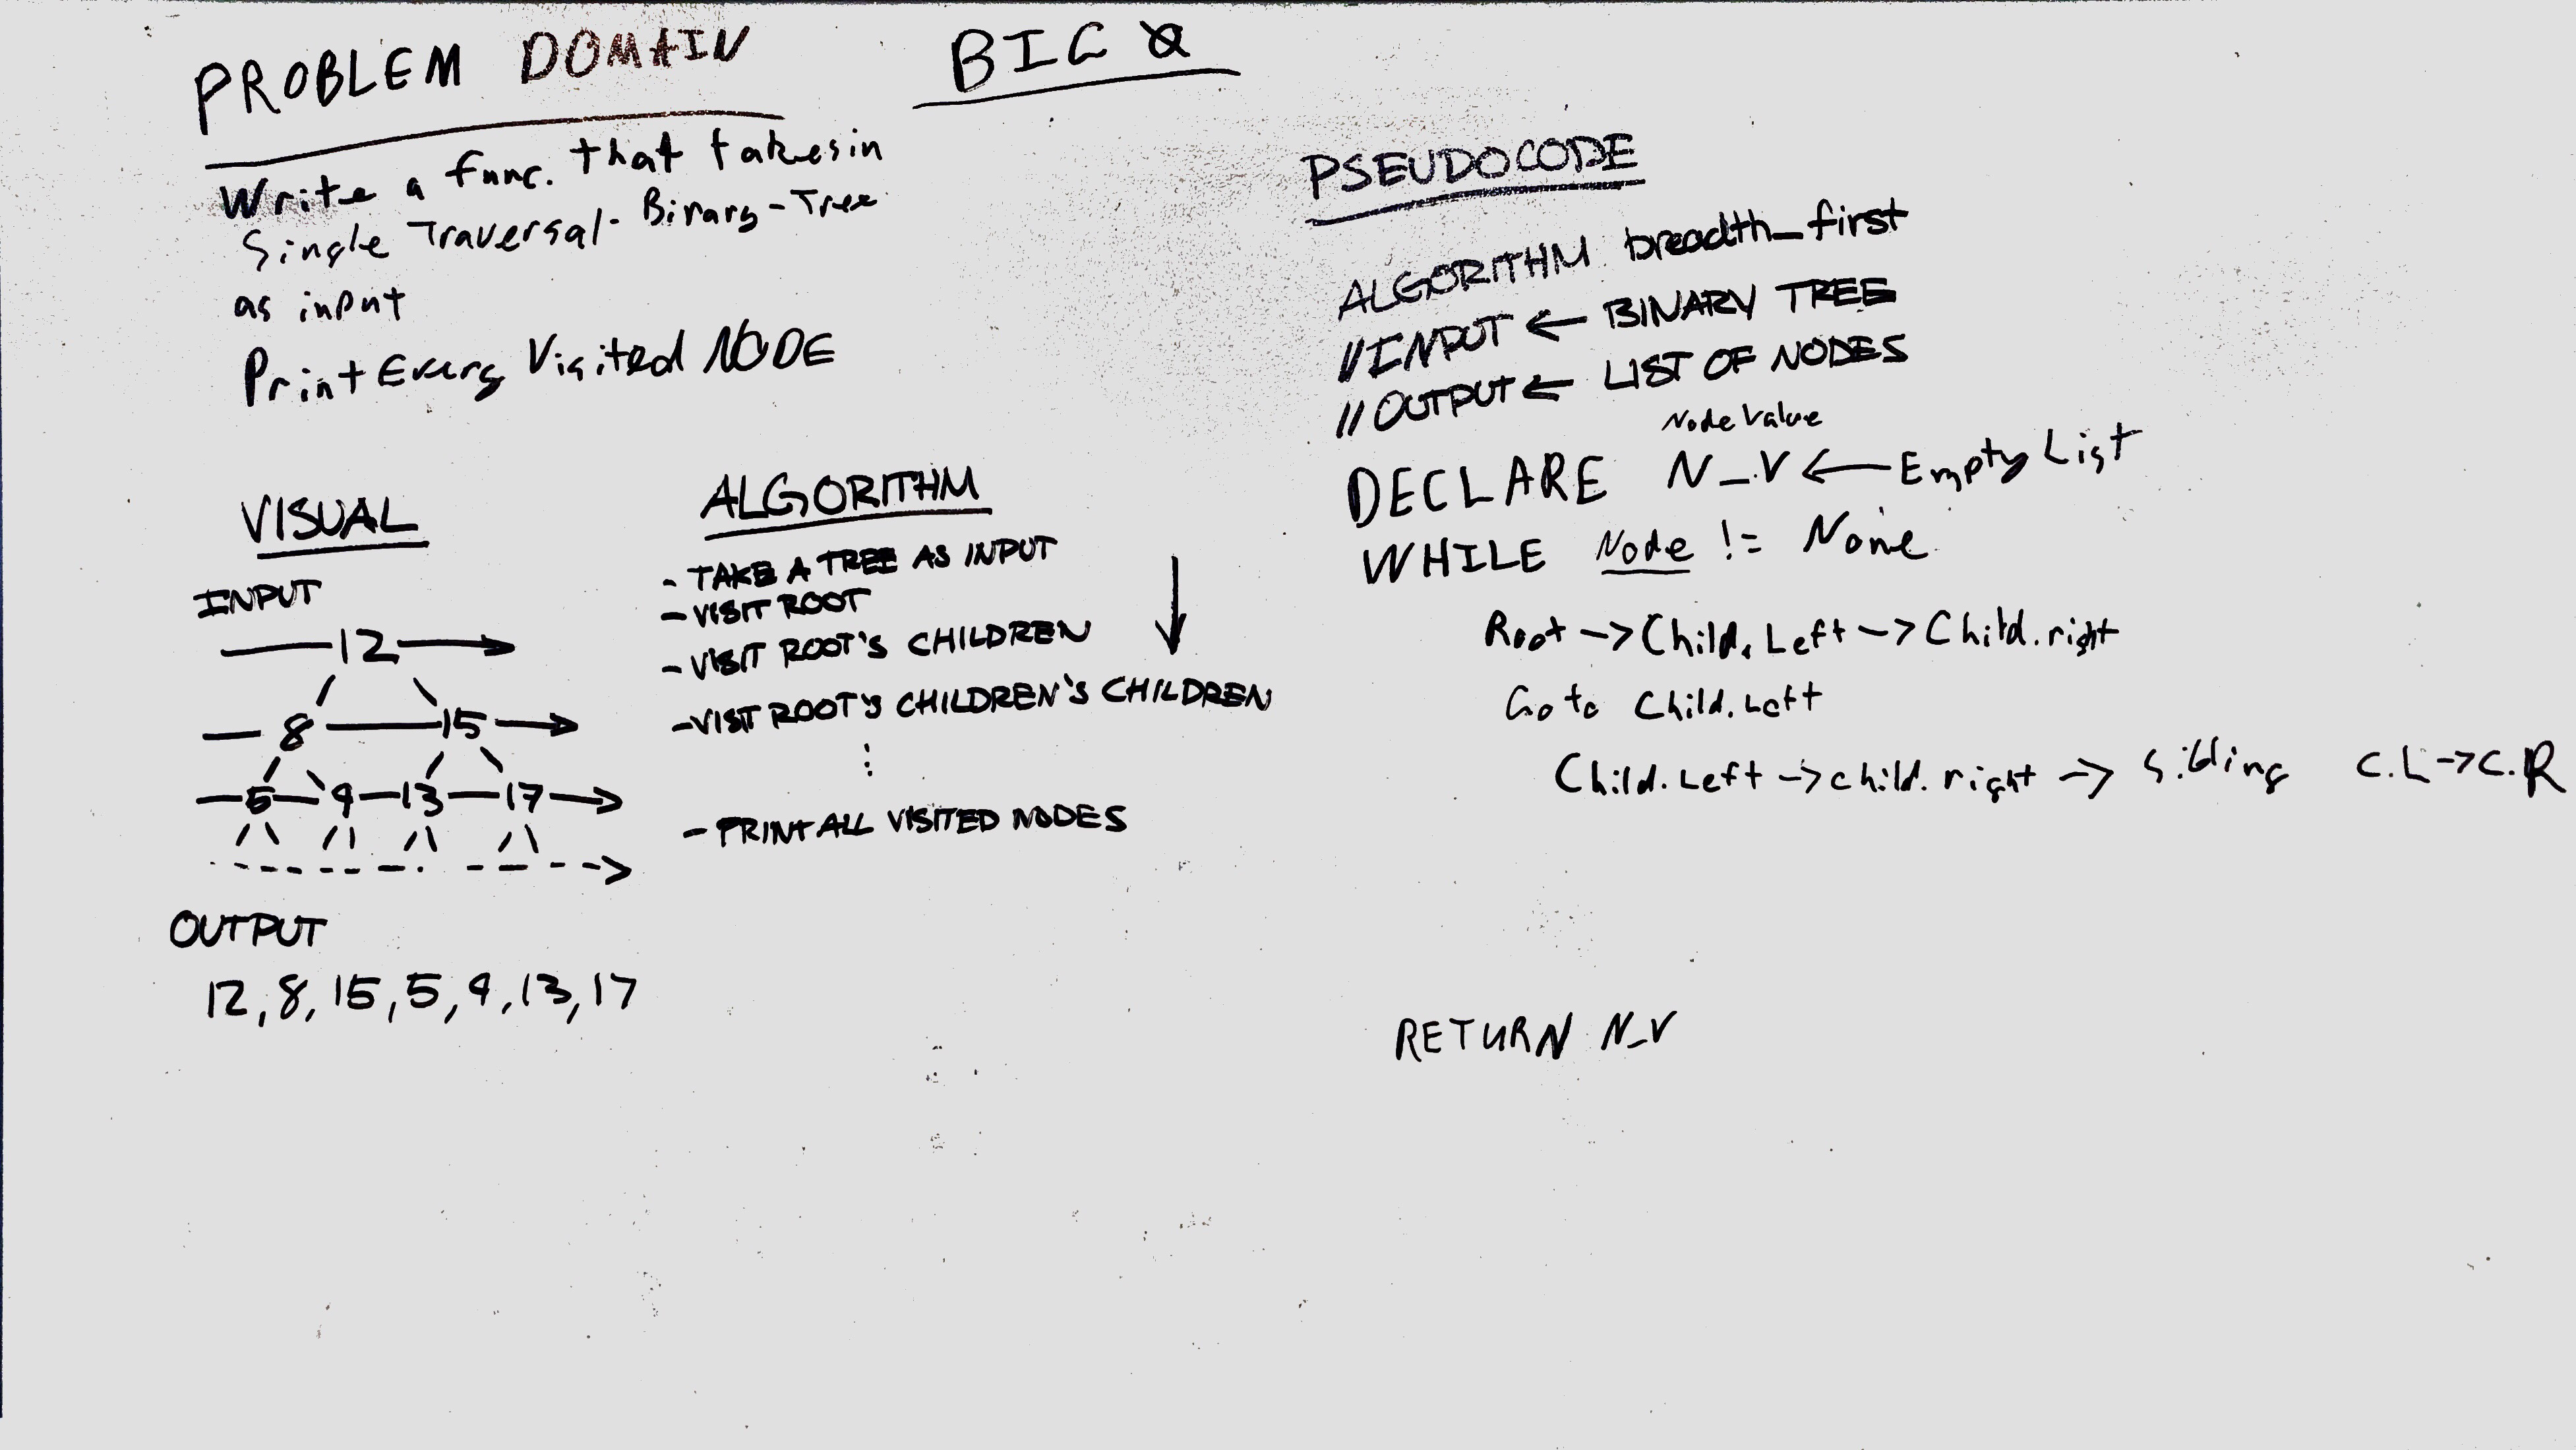 PROBLEM DOMAIN
Write a func. that takes in
Single Traversal-Binary-Tree
as input
Print Every Visited NODE
BIG O
VISUAL
INPUT
12
8 15
5 9 13 17
OUTPUT
12, 8, 15, 5, 9, 13, 17
ALGORITHM
- TAKE A TREE AS INPUT
- VISIT ROOT
- VISIT ROOT'S CHILDREN
- VISIT ROOT'S CHILDREN'S CHILDREN
⋮
- PRINT ALL VISITED NODES
PSEUDOCODE
ALGORITHM breadth_first
// INPUT ← BINARY TREE
// OUTPUT ← LIST OF NODES
Node Value
DECLARE N_V ← Empty List
WHILE Node != None
Root -> Child.Left -> Child.right
Go to Child.Left
Child.Left -> child.right -> Sibling C.L -> C.R
RETURN N_V